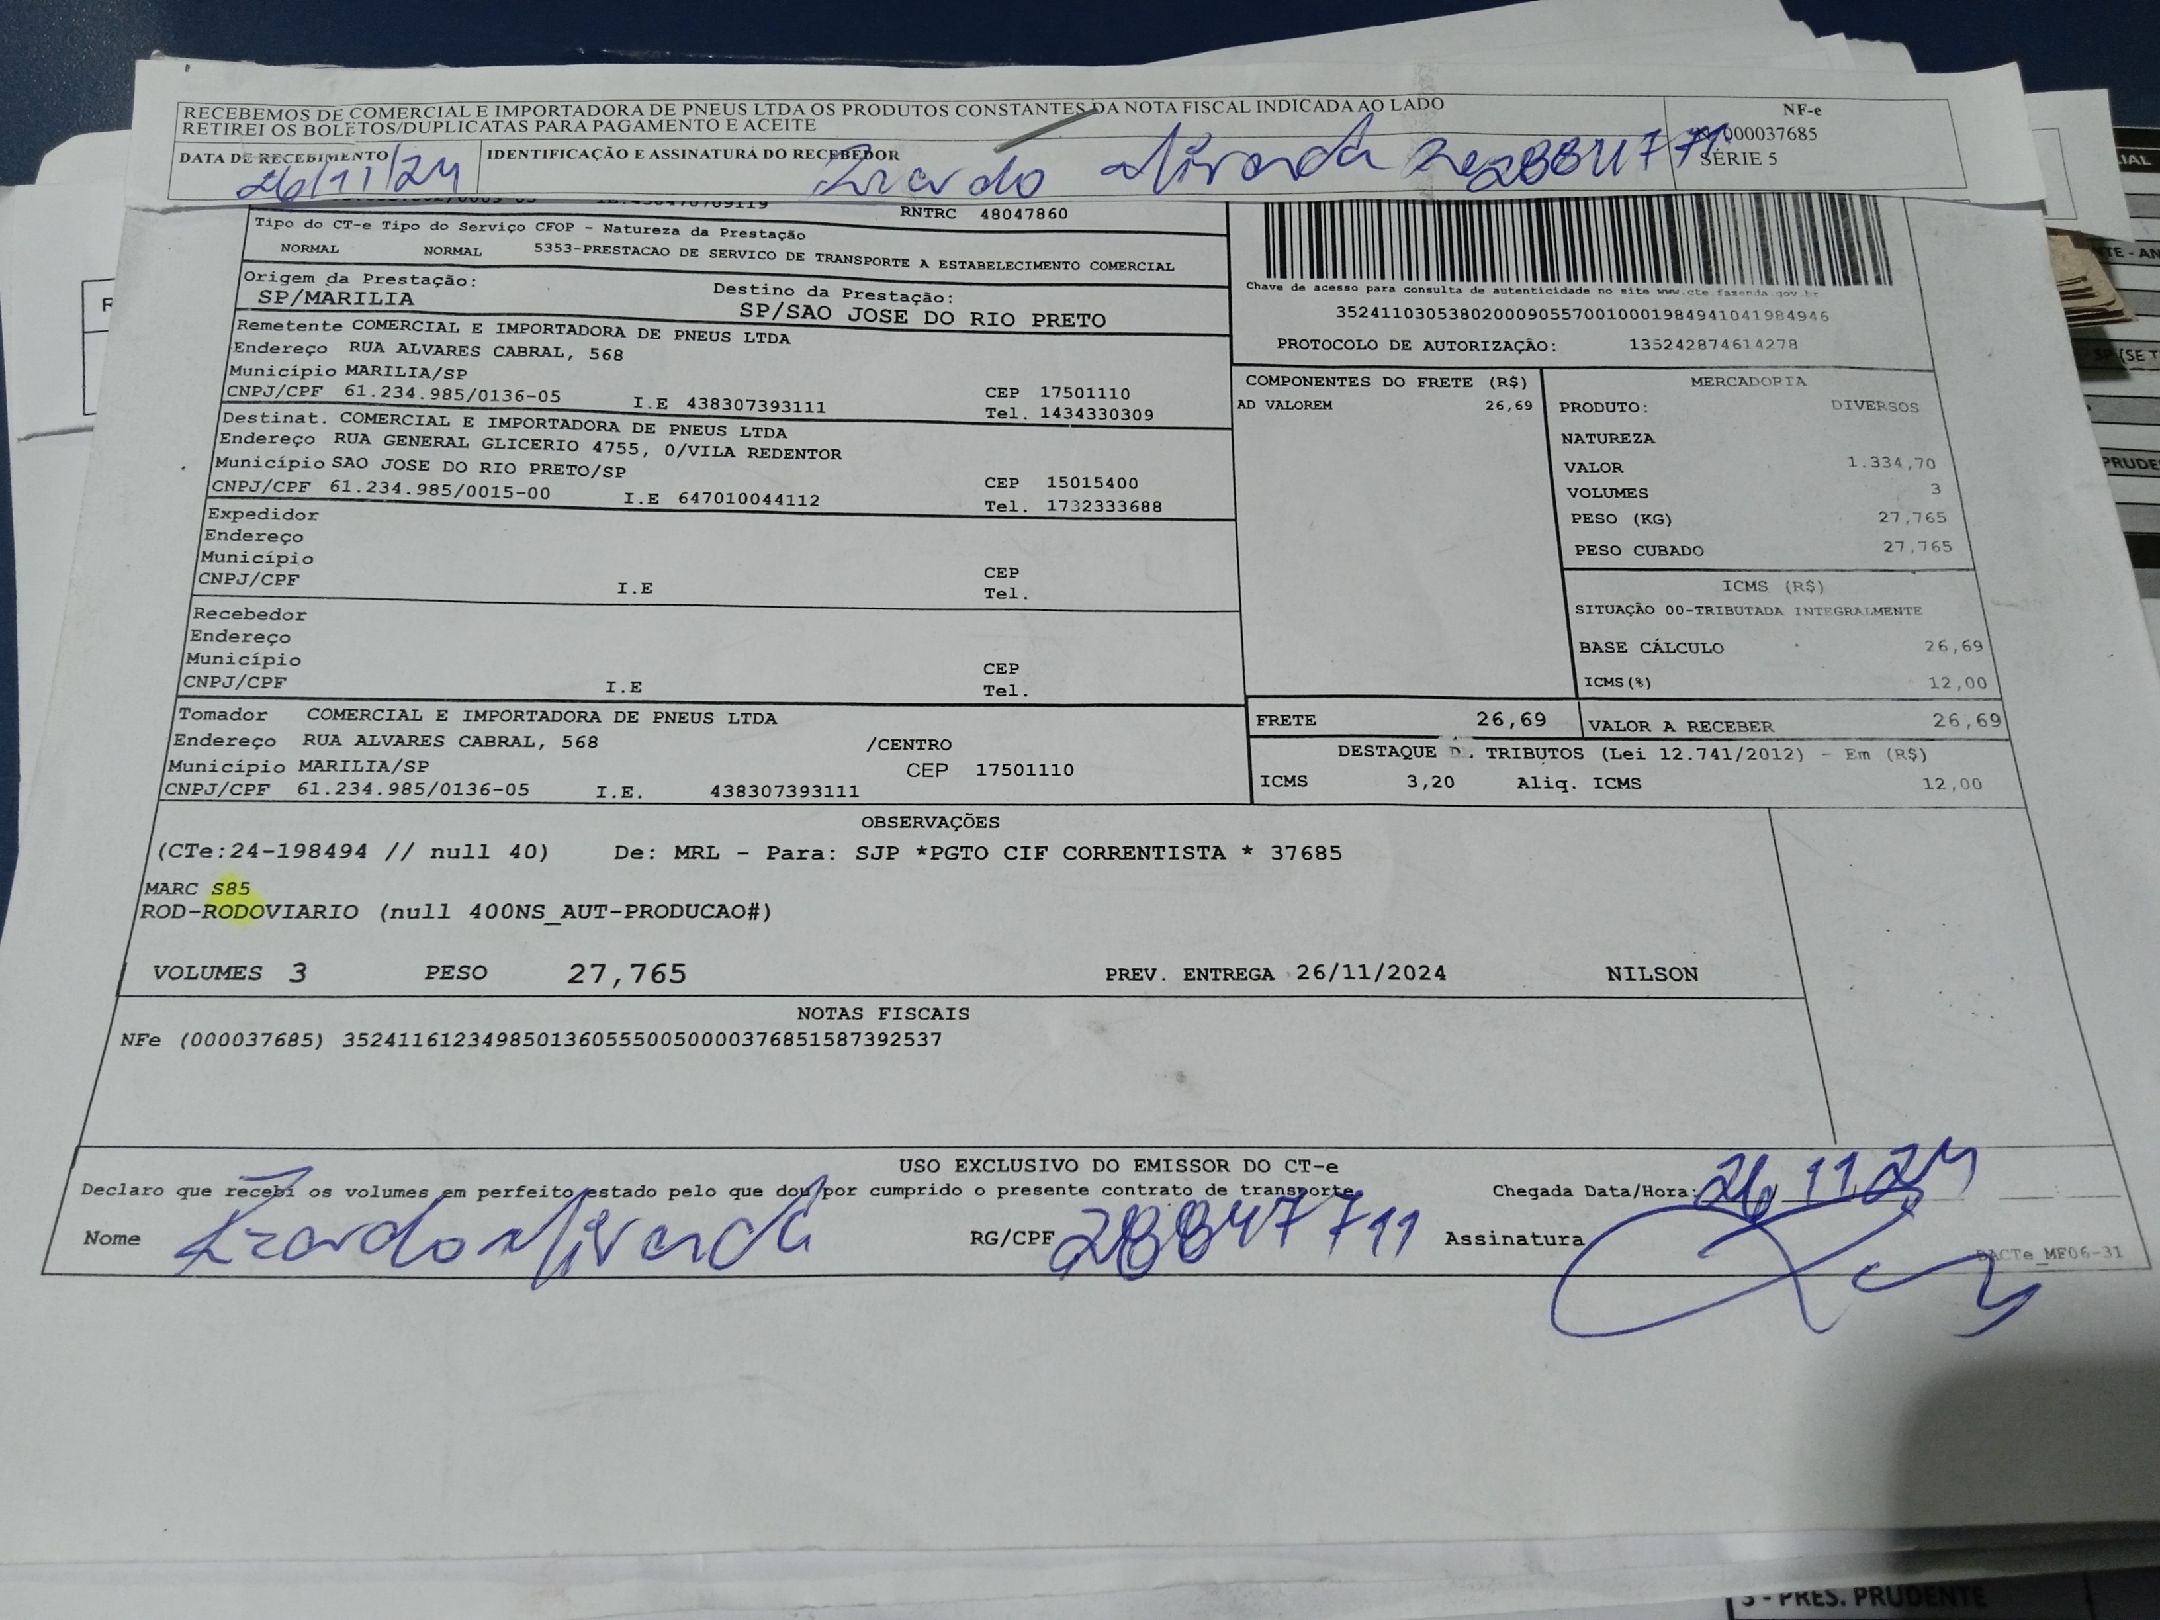 RECEBEMOS DE COMERCIAL E IMPORTADORA DE PNEUS LTDA OS PRODUTOS CONSTANTES DA NOTA FISCAL INDICADA AO LADO
RETIREI OS BOLETOS/DUPLICATAS PARA PAGAMENTO E ACEITE
NF-e
000037685
SÉRIE 5
DATA DE RECEBIMENTO
26/11/24
IDENTIFICAÇÃO E ASSINATURA DO RECEBEDOR
RNTRC 48047860
Tipo do CT-e Tipo do Serviço CFOP - Natureza da Prestação
NORMAL NORMAL 5353-PRESTACAO DE SERVICO DE TRANSPORTE A ESTABELECIMENTO COMERCIAL
Origem da Prestação:
SP/MARILIA
Destino da Prestação:
SP/SAO JOSE DO RIO PRETO
Chave de acesso para consulta de autenticidade no site www.cte.fazenda.gov.br
35241103053802000905570010001984941041984946
PROTOCOLO DE AUTORIZAÇÃO: 135242874614278
Remetente COMERCIAL E IMPORTADORA DE PNEUS LTDA
Endereço RUA ALVARES CABRAL, 568
Município MARILIA/SP
CEP 17501110
CNPJ/CPF 61.234.985/0136-05 I.E 438307393111
Tel. 1434330309
Destinat. COMERCIAL E IMPORTADORA DE PNEUS LTDA
Endereço RUA GENERAL GLICERIO 4755, 0/VILA REDENTOR
Município SAO JOSE DO RIO PRETO/SP
CEP 15015400
CNPJ/CPF 61.234.985/0015-00 I.E 647010044112
Tel. 1732333688
Expedidor
Endereço
Município
CEP
CNPJ/CPF I.E
Tel.
Recebedor
Endereço
Município
CEP
CNPJ/CPF I.E
Tel.
Tomador COMERCIAL E IMPORTADORA DE PNEUS LTDA
Endereço RUA ALVARES CABRAL, 568 /CENTRO
Município MARILIA/SP CEP 17501110
CNPJ/CPF 61.234.985/0136-05 I.E. 438307393111
COMPONENTES DO FRETE (R$)
AD VALOREM 26,69
MERCADORIA
PRODUTO: DIVERSOS
NATUREZA
VALOR 1.334,70
VOLUMES 3
PESO (KG) 27,765
PESO CUBADO 27,765
ICMS (R$)
SITUAÇÃO 00-TRIBUTADA INTEGRALMENTE
BASE CÁLCULO 26,69
ICMS(%) 12,00
FRETE 26,69
VALOR A RECEBER 26,69
DESTAQUE D. TRIBUTOS (Lei 12.741/2012) - Em (R$)
ICMS 3,20 Aliq. ICMS 12,00
OBSERVAÇÕES
(CTe:24-198494 // null 40) De: MRL - Para: SJP *PGTO CIF CORRENTISTA * 37685
MARC S85
ROD-RODOVIARIO (null 400NS_AUT-PRODUCAO#)
VOLUMES 3 PESO 27,765 PREV. ENTREGA 26/11/2024 NILSON
NOTAS FISCAIS
NFe (000037685) 35241161234985013605550050000376851587392537
USO EXCLUSIVO DO EMISSOR DO CT-e
Declaro que recebi os volumes em perfeito estado pelo que dou por cumprido o presente contrato de transporte
Chegada Data/Hora: 26 11 24
Nome
RG/CPF 28847711
Assinatura
DACTe_MF06-31
3 - PRES. PRUDENTE